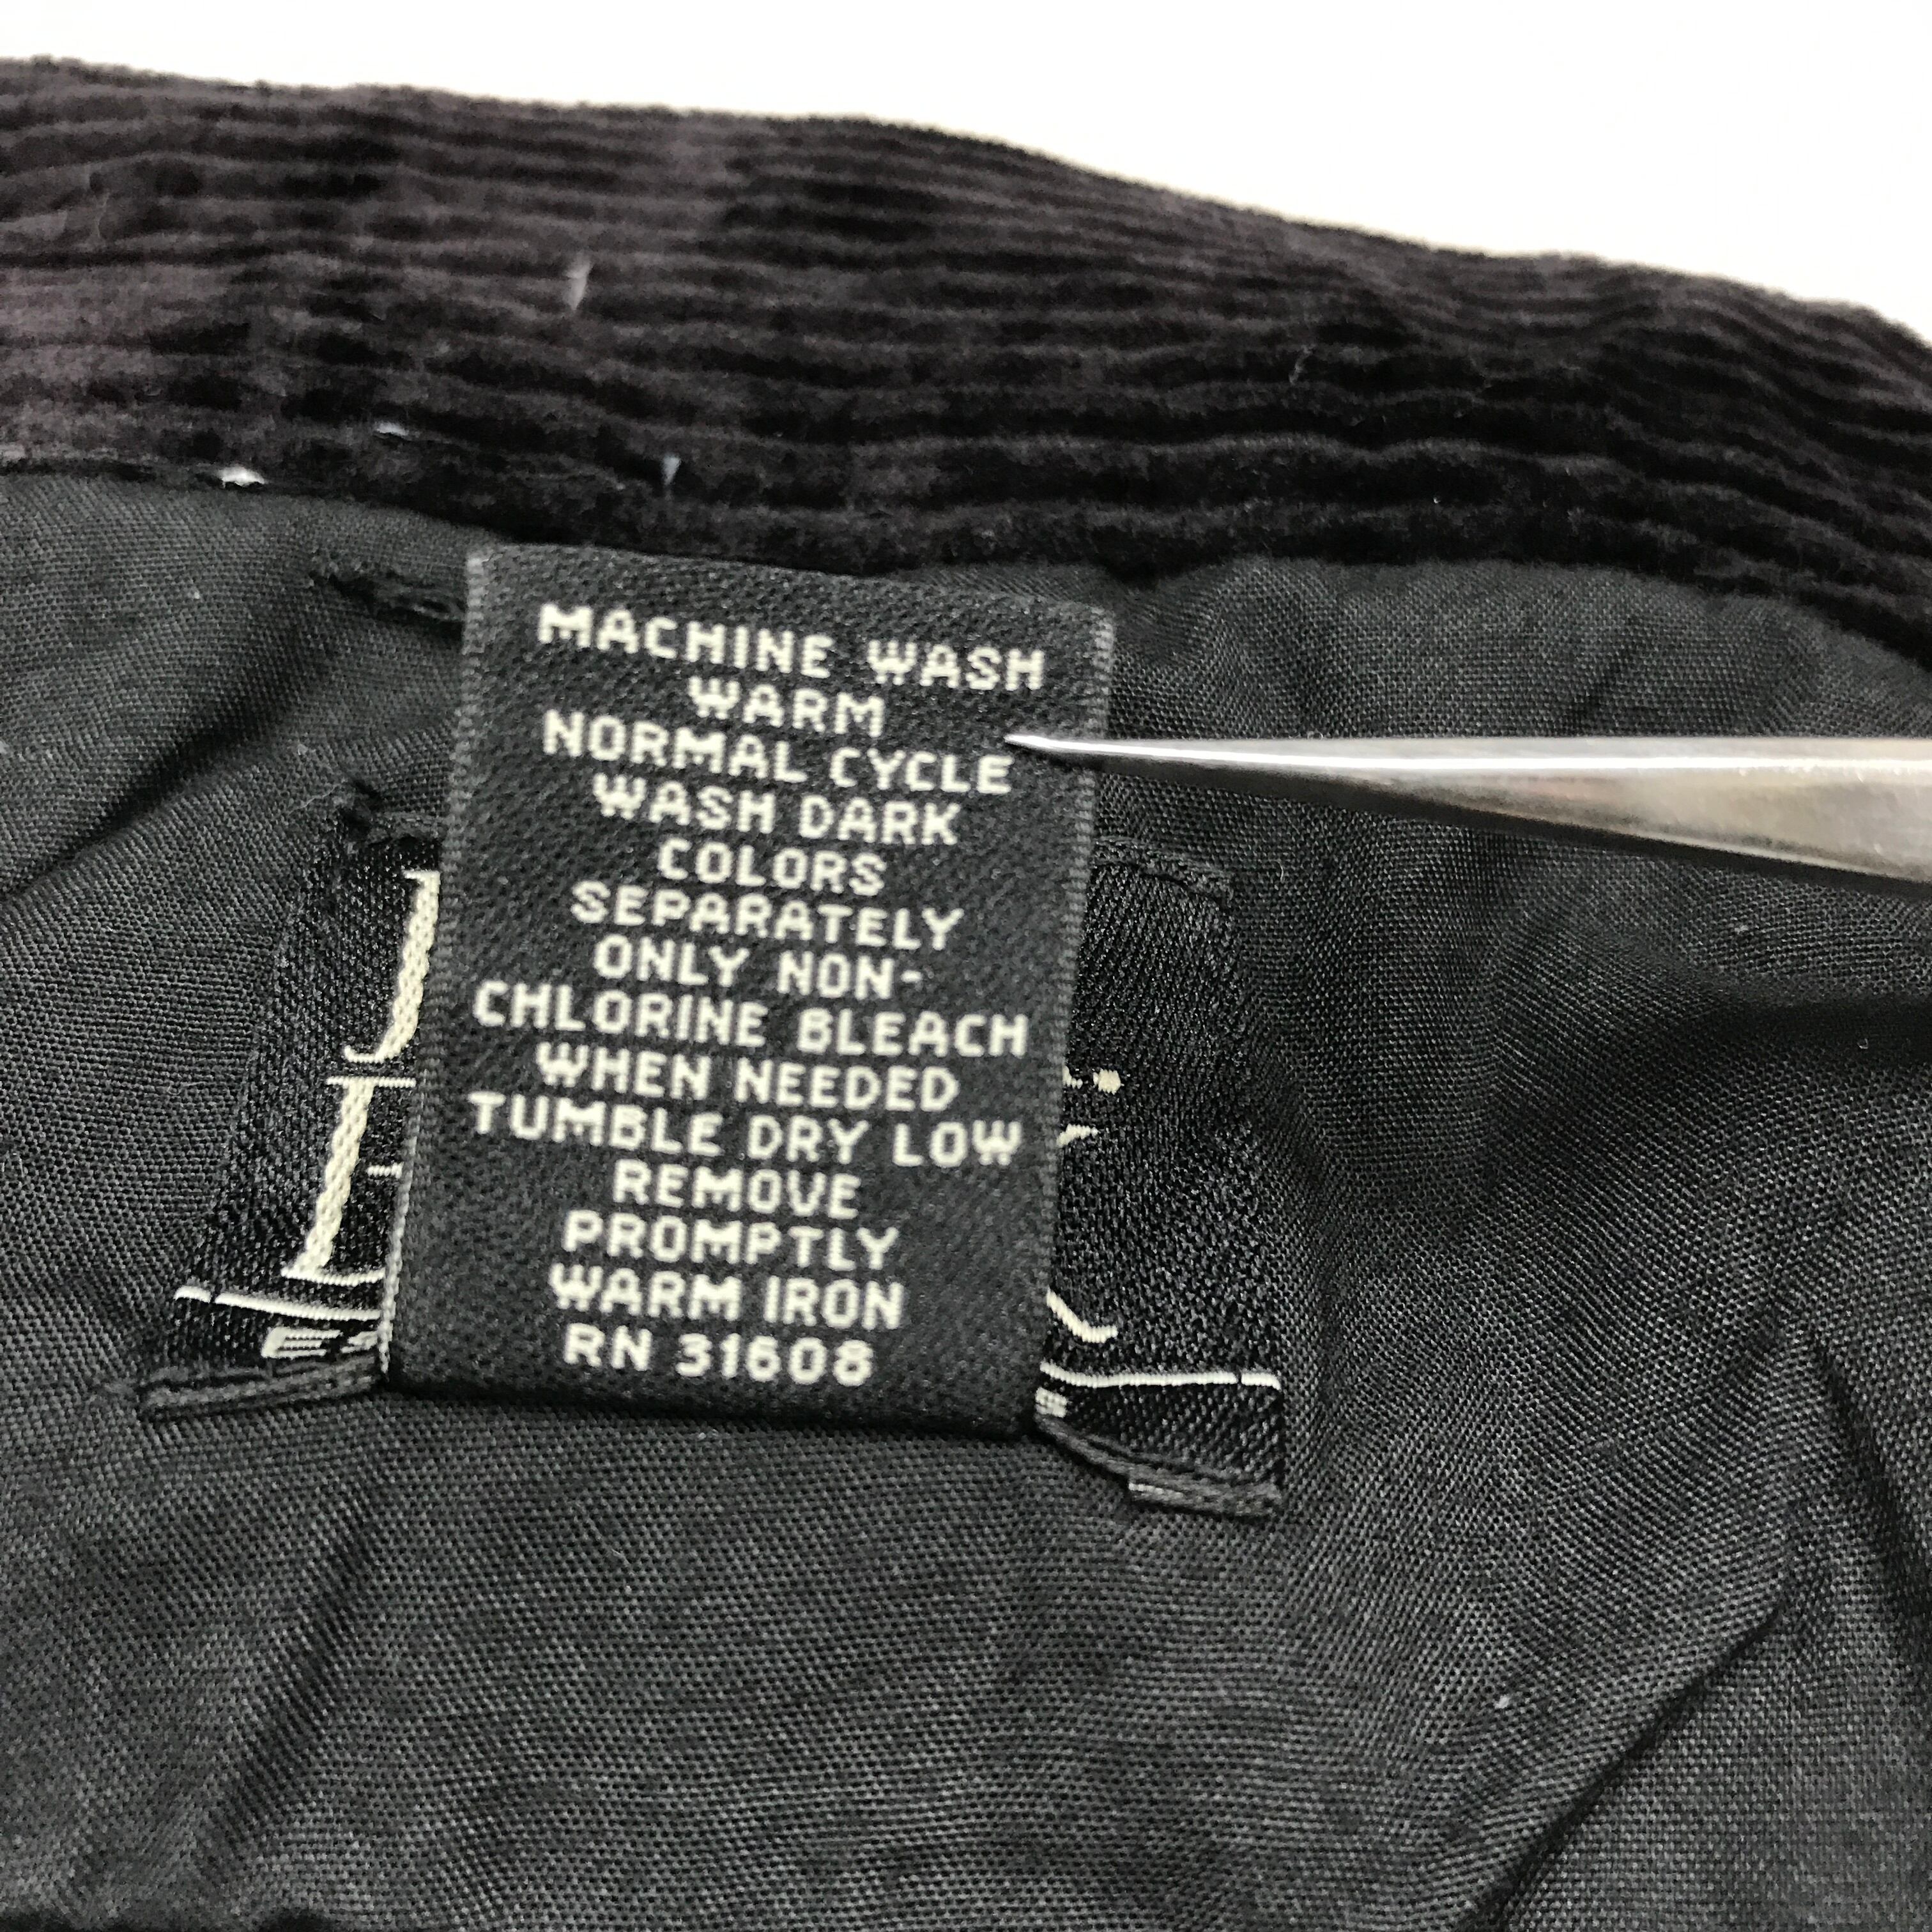 MACHINE WASH
WARM
NORMAL CYCLE
WASH DARK
COLORS
SEPARATELY
ONLY NON-
CHLORINE BLEACH
WHEN NEEDED
TUMBLE DRY LOW
REMOVE
PROMPTLY
WARM IRON
RN 31608